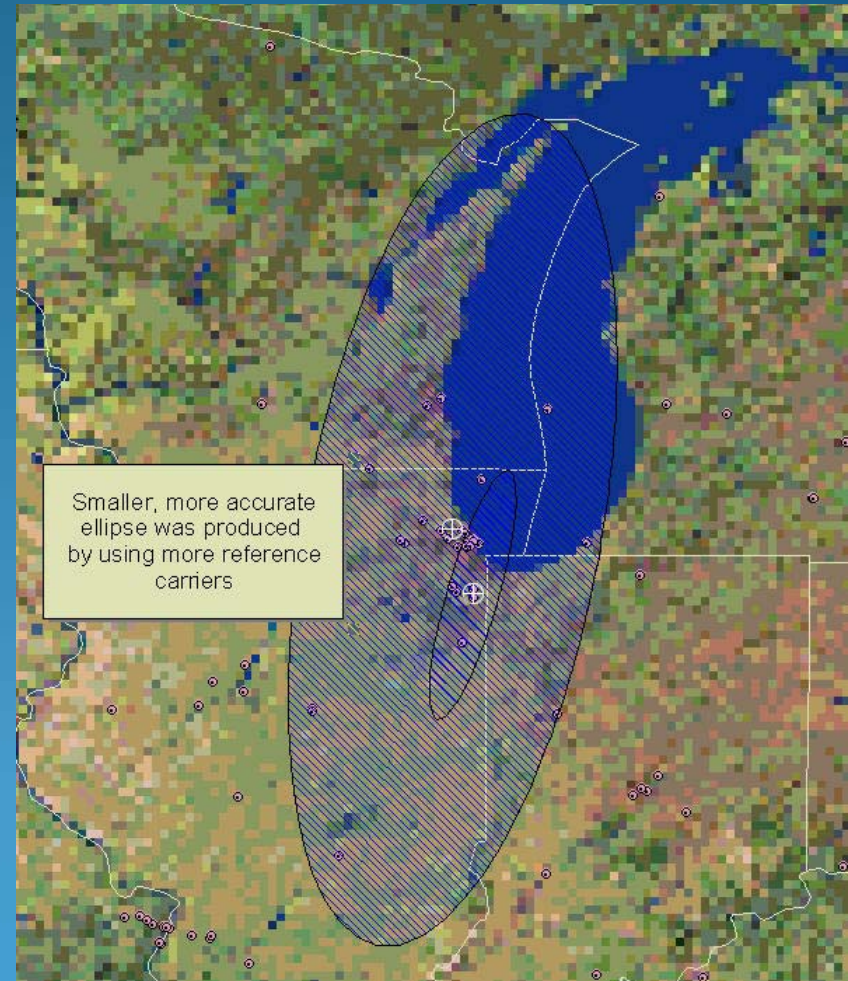 Smaller, more accurate
ellipse was produced
by using more reference
carriers